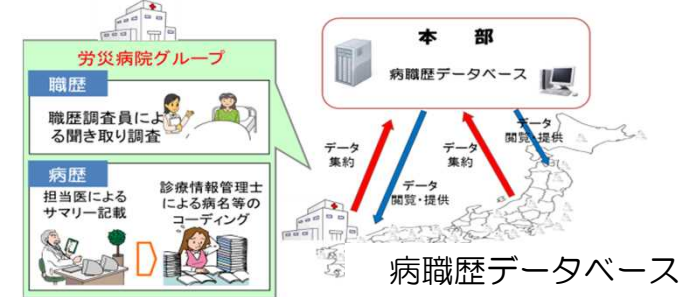 労災病院グループ
職歴
職歴調査員によ
る聞き取り調査
病歴
担当医による
サマリー記載
診療情報管理士
による病名等の
コーディング
本 部
病職歴データベース
データ
集約
データ
閲覧・提供
データ
集約
データ
閲覧・提供
病職歴データベース